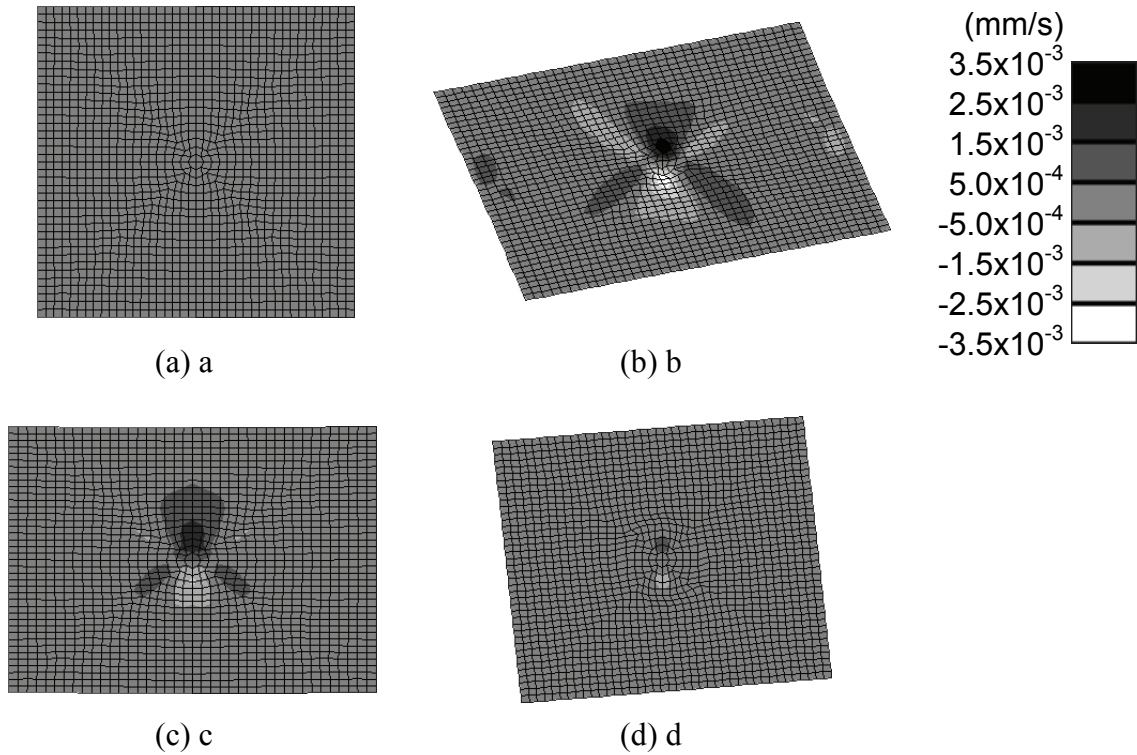 (mm/s)
3.5x10⁻³
2.5x10⁻³
1.5x10⁻³
5.0x10⁻⁴
-5.0x10⁻⁴
-1.5x10⁻³
-2.5x10⁻³
-3.5x10⁻³
(a) a
(b) b
(c) c
(d) d